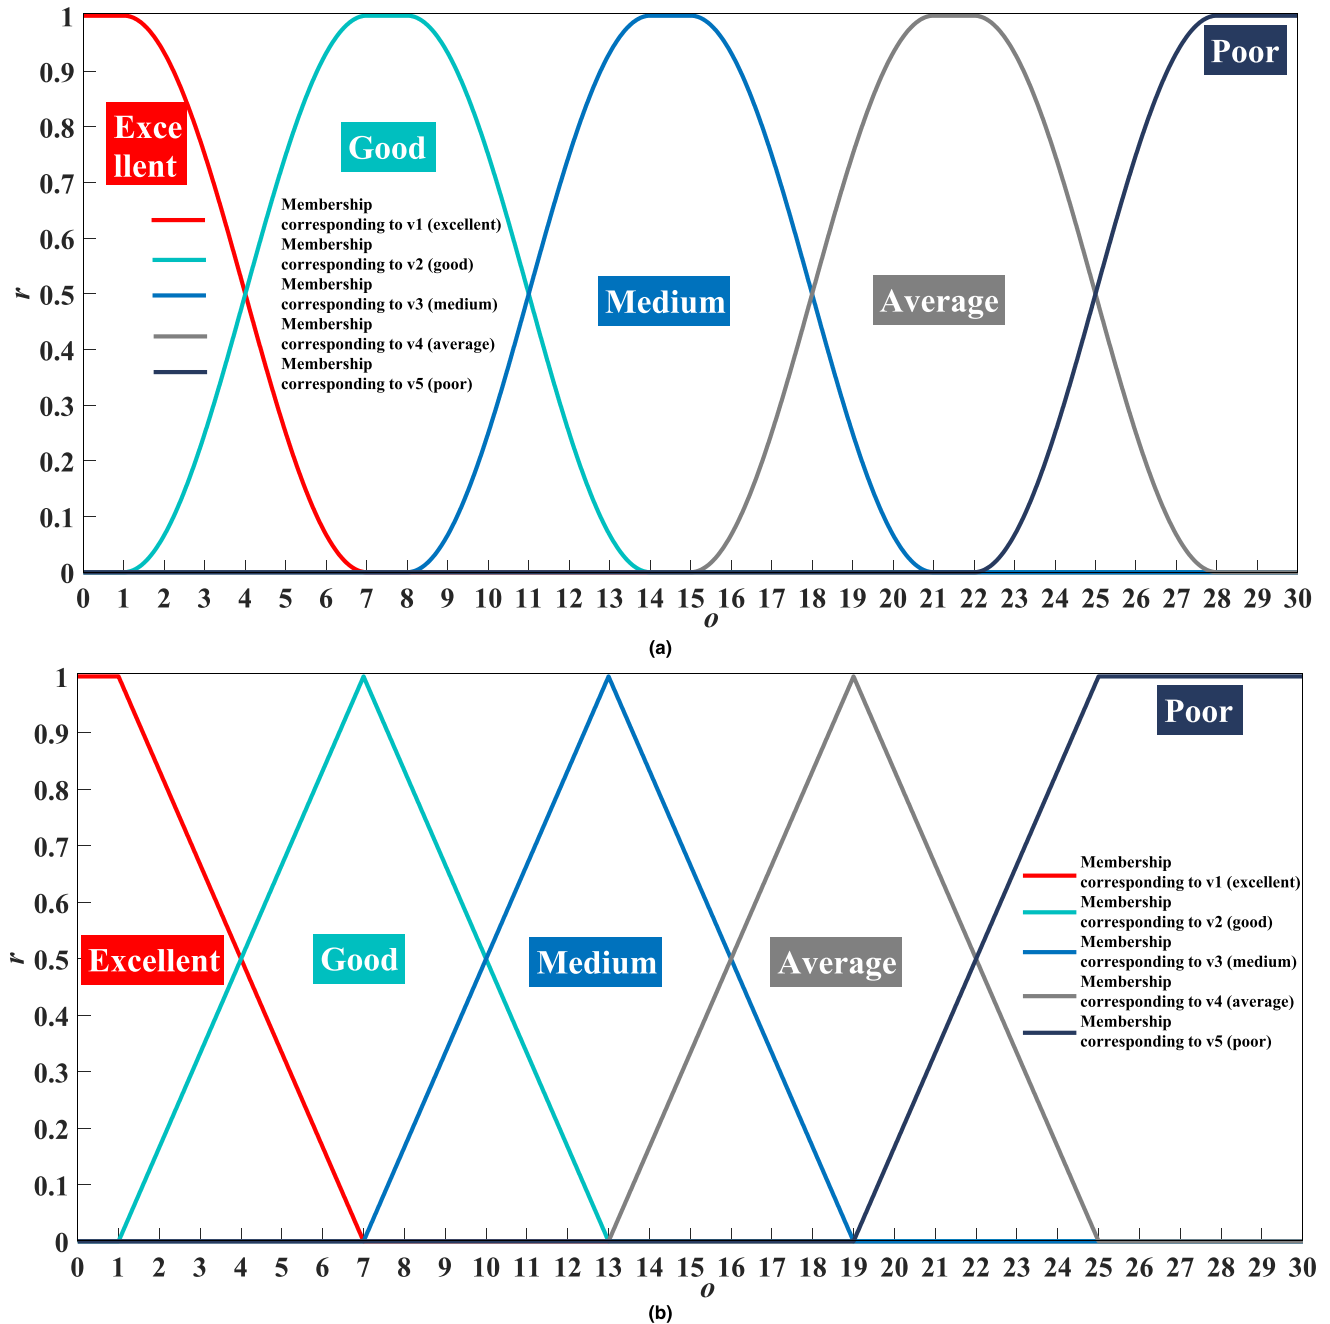 1
0.9
0.8
0.7
0.6
0.5
0.4
0.3
0.2
0.1
0
r
Exce
llent
Good
Medium
Average
Poor
Membership
corresponding to v1 (excellent)
Membership
corresponding to v2 (good)
Membership
corresponding to v3 (medium)
Membership
corresponding to v4 (average)
Membership
corresponding to v5 (poor)
0 1 2 3 4 5 6 7 8 9 10 11 12 13 14 15 16 17 18 19 20 21 22 23 24 25 26 27 28 29 30
o
(a)
1
0.9
0.8
0.7
0.6
0.5
0.4
0.3
0.2
0.1
0
r
Excellent
Good
Medium
Average
Poor
Membership
corresponding to v1 (excellent)
Membership
corresponding to v2 (good)
Membership
corresponding to v3 (medium)
Membership
corresponding to v4 (average)
Membership
corresponding to v5 (poor)
0 1 2 3 4 5 6 7 8 9 10 11 12 13 14 15 16 17 18 19 20 21 22 23 24 25 26 27 28 29 30
o
(b)